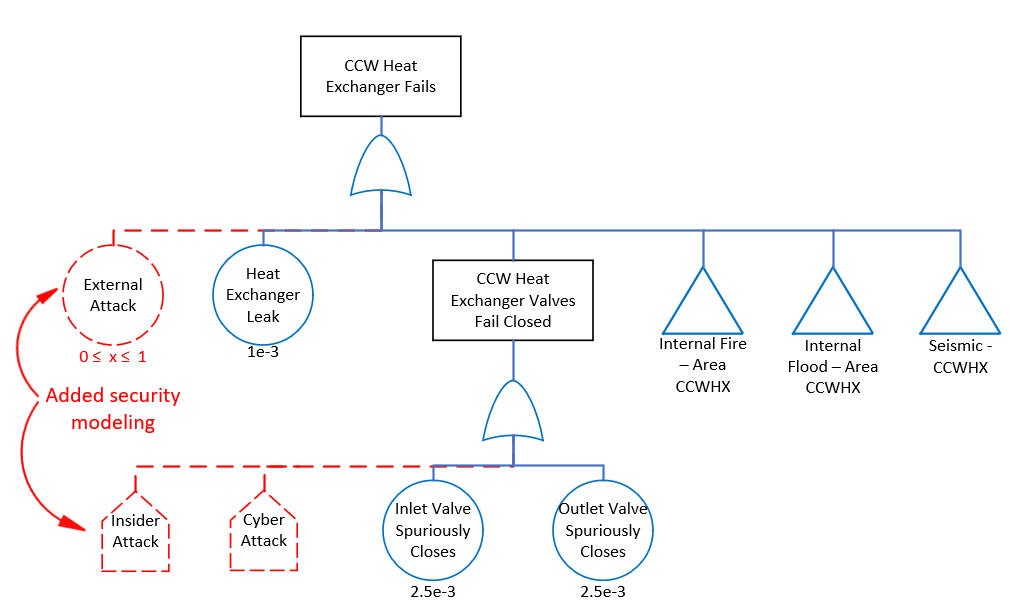 CCW Heat
Exchanger Fails
External
Attack
0 ≤ x ≤ 1
Heat
Exchanger
Leak
1e-3
CCW Heat
Exchanger Valves
Fail Closed
Internal Fire
– Area
CCWHX
Internal
Flood – Area
CCWHX
Seismic -
CCWHX
Added security
modeling
Insider
Attack
Cyber
Attack
Inlet Valve
Spuriously
Closes
2.5e-3
Outlet Valve
Spuriously
Closes
2.5e-3